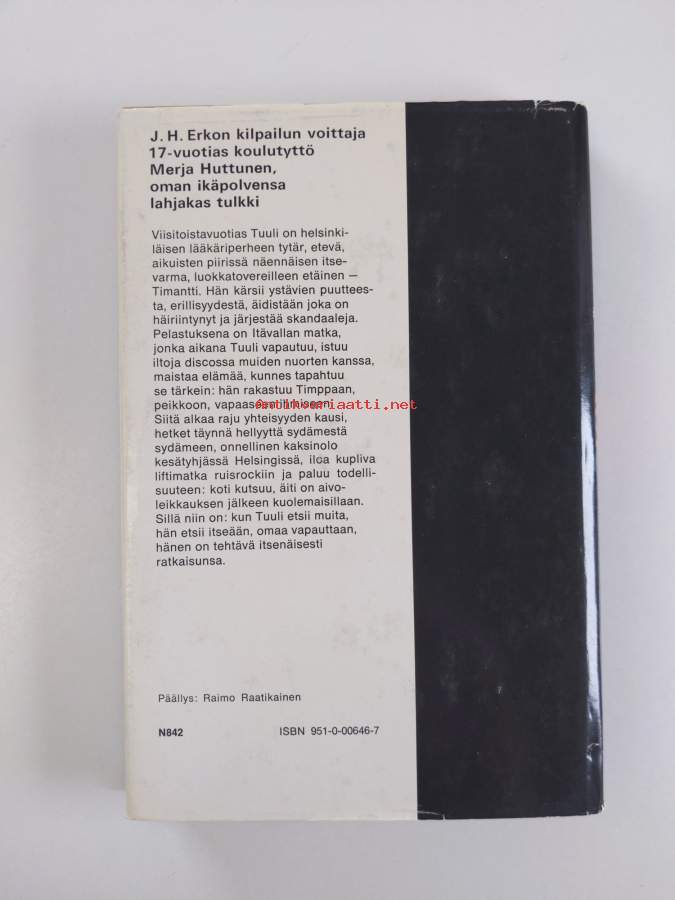 J. H. Erkon kilpailun voittaja
17-vuotias koulutyttö
Merja Huttunen,
oman ikäpolvensa
lahjakas tulkki
Viisitoistavuotias Tuuli on helsinki-
läisen lääkäriperheen tytär, etevä,
aikuisten piirissä näennäisen itse-
varma, luokkatovereilleen etäinen —
Timantti. Hän kärsii ystävien puuttees-
ta, erillisyydestä, äidistään joka on
häiriintynyt ja järjestää skandaaleja.
Pelastuksena on Itävallan matka,
jonka aikana Tuuli vapautuu, istuu
iltoja discossa muiden nuorten kanssa,
maistaa elämää, kunnes tapahtuu
se tärkein: hän rakastuu Timppaan,
peikkoon, vapaaseen
antikvariaatti.net
Siitä alkaa raju yhteisyyden kausi,
hetket täynnä hellyyttä sydämestä
sydämeen, onnellinen kaksinolo
kesätyhjässä Helsingissä, iloa kupliva
liftimatka ruisrockiin ja paluu todelli-
suuteen: koti kutsuu, äiti on aivo-
leikkauksen jälkeen kuolemaisillaan.
Sillä niin on: kun Tuuli etsii muita,
hän etsii itseään, omaa vapauttaan,
hänen on tehtävä itsenäisesti
ratkaisunsa.
Päällys: Raimo Raatikainen
N842 ISBN 951-0-00646-7